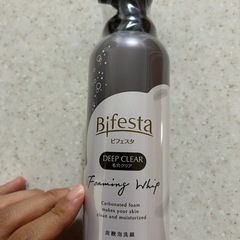 Bifesta
ビフェスタ
DEEP CLEAR
毛穴クリア
Foaming Whip
Carbonated foam
makes your skin
clean and moisturized
炭酸泡洗顔